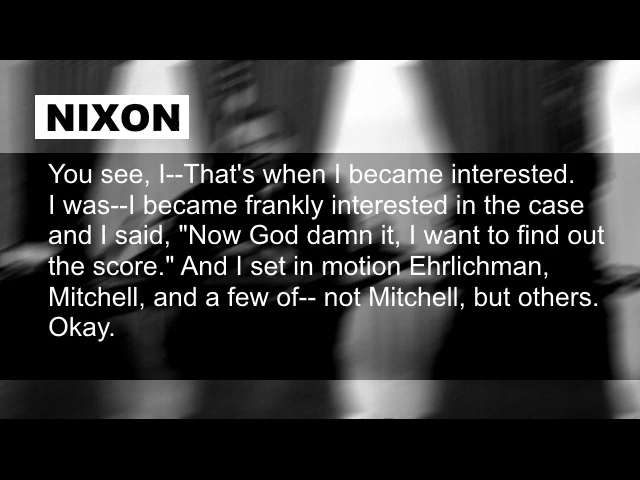 NIXON
You see, I--That's when I became interested.
I was--I became frankly interested in the case
and I said, "Now God damn it, I want to find out
the score." And I set in motion Ehrlichman,
Mitchell, and a few of-- not Mitchell, but others.
Okay.